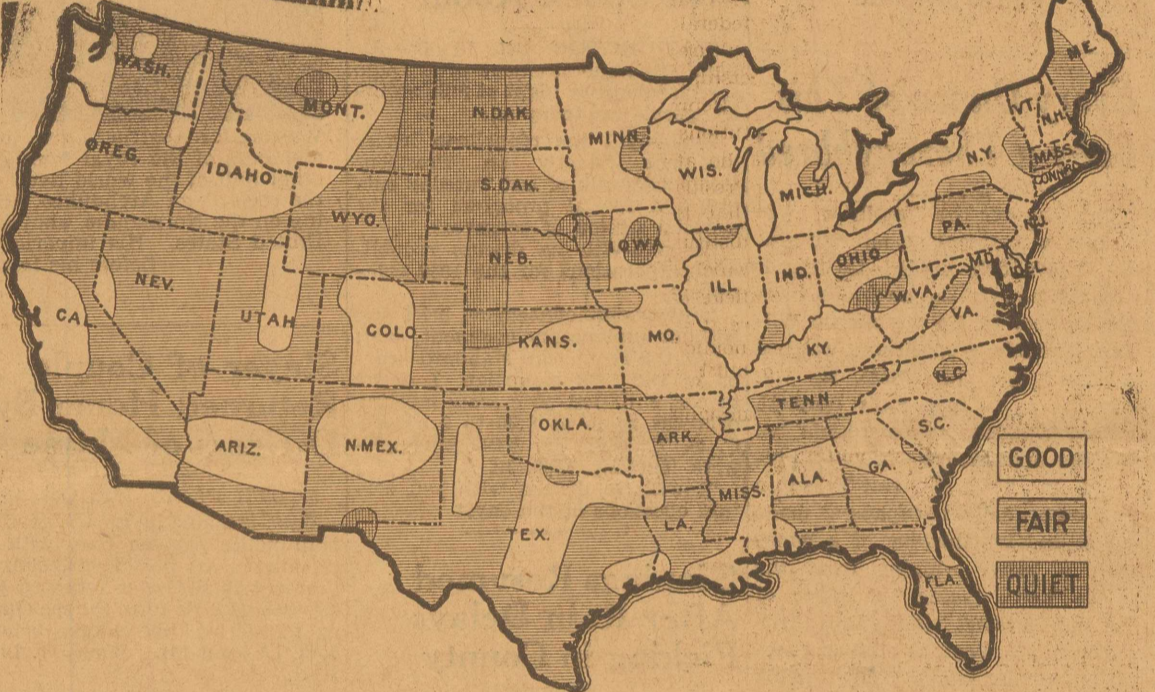 WASH.
MONT.
N.DAK.
MINN.
ME.
VT.
N.H.
OREG.
IDAHO
S.DAK.
WIS.
MICH.
N.Y.
MASS.
CONN.
WYO.
NEB.
IOWA
PA.
N.J.
NEV.
UTAH
COLO.
KANS.
ILL
IND.
OHIO
W.VA.
MD.
DEL
CAL.
MO.
KY.
VA.
N.C.
ARIZ.
N.MEX.
OKLA.
ARK.
TENN.
S.C.
MISS.
ALA.
GA.
TEX.
LA.
FLA.
GOOD
FAIR
QUIET